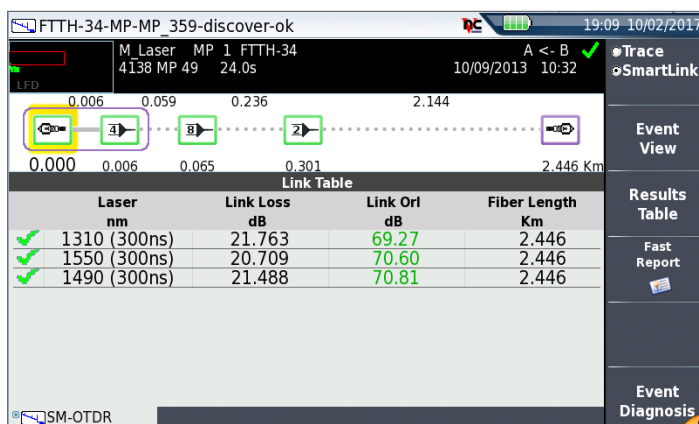 FTTH-34-MP-MP_359-discover-ok 19:09 10/02/2017
M_Laser MP 1 FTTH-34 A <- B
4138 MP 49 24.0s 10/09/2013 10:32
LFD
Trace
SmartLink
0.006 0.059 0.236 2.144
4 8 2
0.000 0.006 0.065 0.301 2.446 Km
Event
View
Link Table
Laser Link Loss Link Orl Fiber Length
nm dB dB Km
1310 (300ns) 21.763 69.27 2.446
1550 (300ns) 20.709 70.60 2.446
1490 (300ns) 21.488 70.81 2.446
Results
Table
Fast
Report
Event
Diagnosis
SM-OTDR